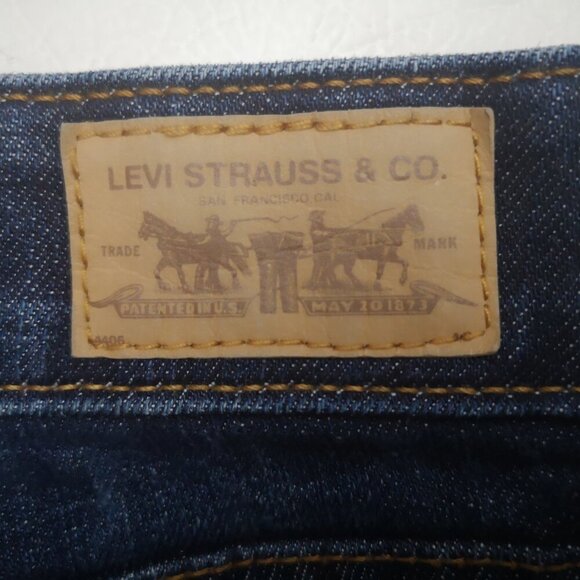 LEVI STRAUSS & CO.
SAN FRANCISCO CAL
TRADE MARK
PATENTED IN U.S. MAY 20 1873